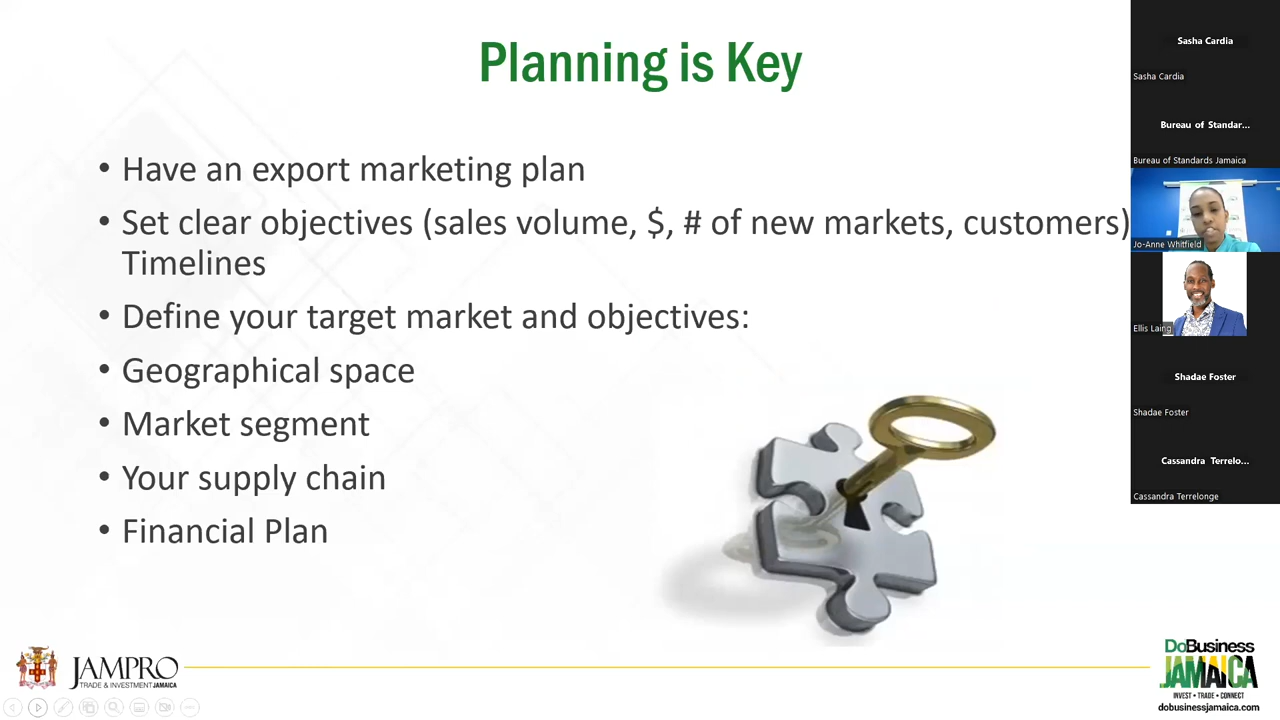 Planning is Key
• Have an export marketing plan
• Set clear objectives (sales volume, $, # of new markets, customers)
Timelines
• Define your target market and objectives:
• Geographical space
• Market segment
• Your supply chain
• Financial Plan
JAMPRO
TRADE & INVESTMENT JAMAICA
DoBusiness
JAMAICA
INVEST • TRADE • CONNECT
dobusinessjamaica.com
Sasha Cardia
Sasha Cardia
Bureau of Standar...
Bureau of Standards Jamaica
Jo-Anne Whitfield
Ellis Laing
Shadae Foster
Shadae Foster
Cassandra Terrelo...
Cassandra Terrelonge